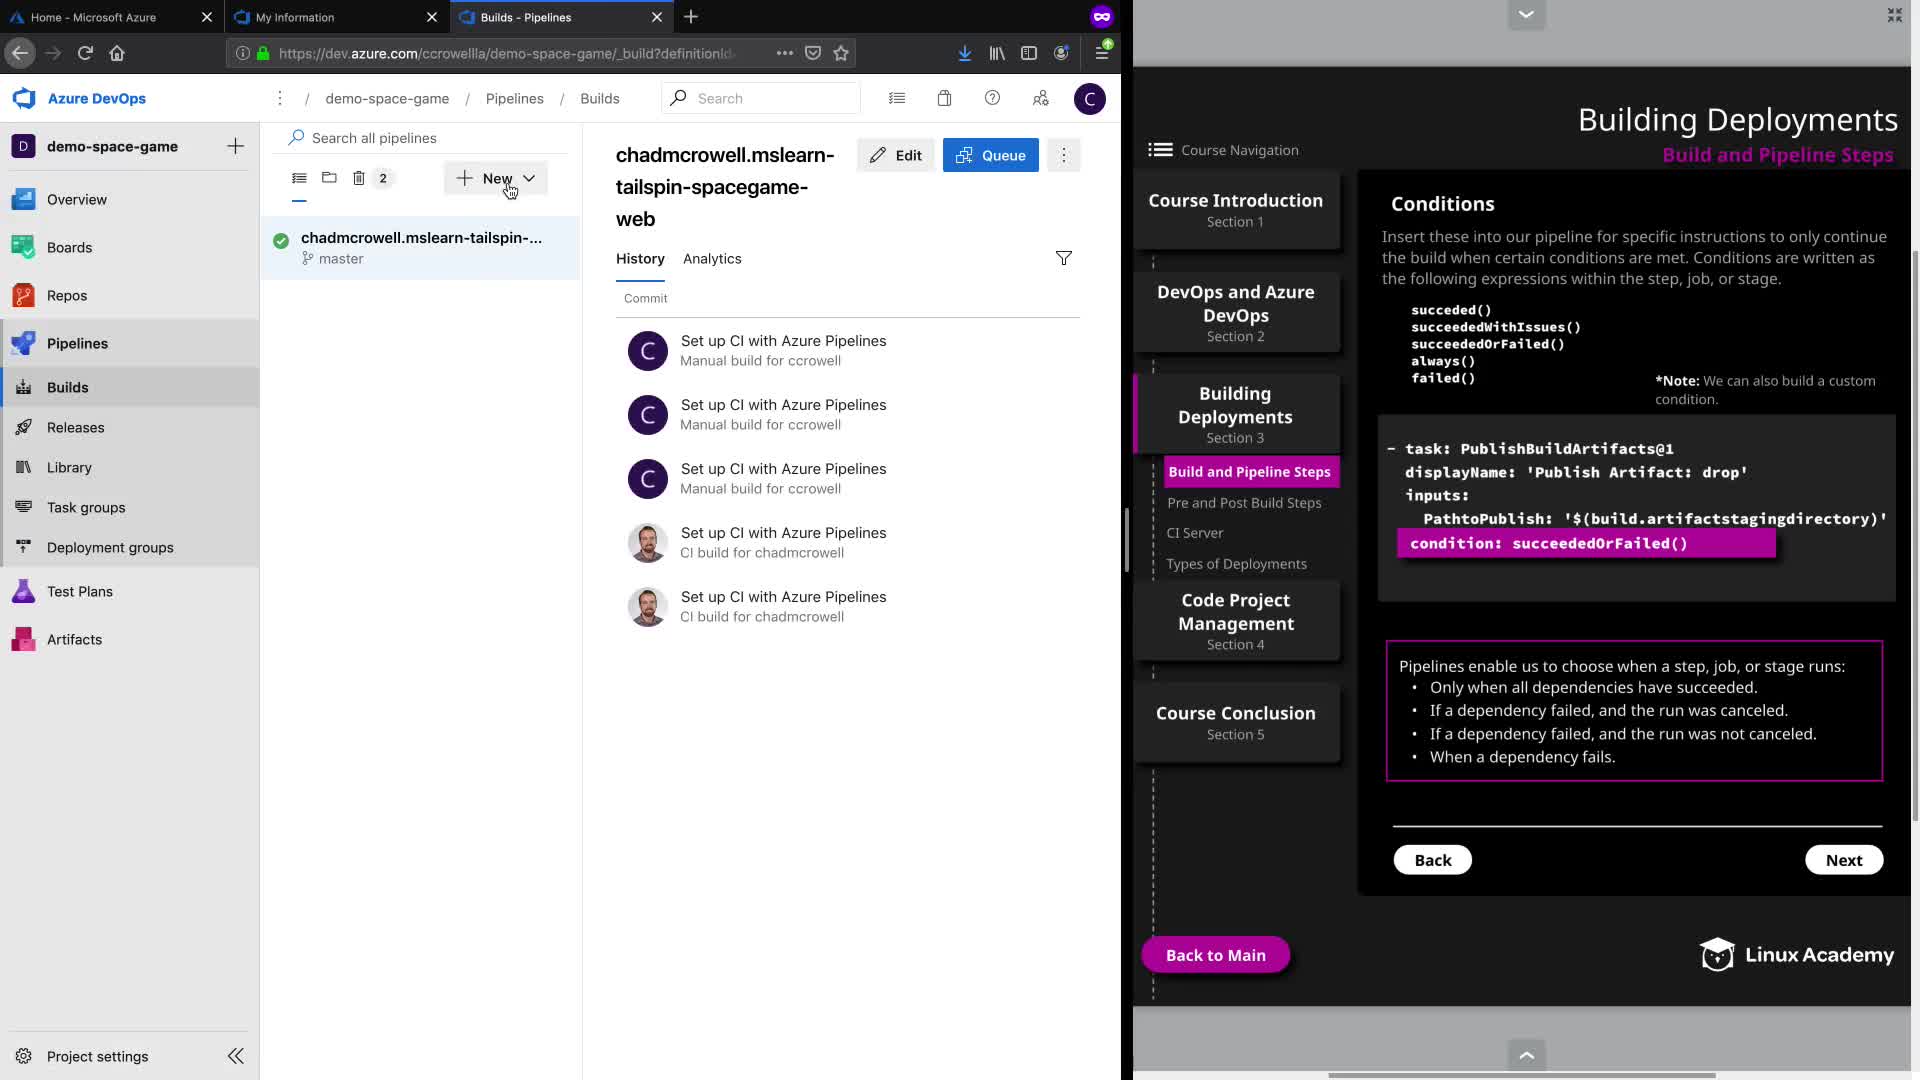 Home - Microsoft Azure
My Information
Builds - Pipelines
https://dev.azure.com/ccrowellla/demo-space-game/_build?definitionId=
Azure DevOps
/ demo-space-game / Pipelines / Builds
Search
D demo-space-game
Overview
Boards
Repos
Pipelines
Builds
Releases
Library
Task groups
Deployment groups
Test Plans
Artifacts
Project settings
Search all pipelines
2
New
chadmcrowell.mslearn-tailspin-...
master
chadmcrowell.mslearn-
tailspin-spacegame-
web
Edit
Queue
C
History Analytics
Commit
C
Set up CI with Azure Pipelines
Manual build for ccrowell
C
Set up CI with Azure Pipelines
Manual build for ccrowell
C
Set up CI with Azure Pipelines
Manual build for ccrowell
Set up CI with Azure Pipelines
CI build for chadmcrowell
Set up CI with Azure Pipelines
CI build for chadmcrowell
Building Deployments
Build and Pipeline Steps
Course Navigation
Course Introduction
Section 1
DevOps and Azure
DevOps
Section 2
Building
Deployments
Section 3
Build and Pipeline Steps
Pre and Post Build Steps
CI Server
Types of Deployments
Code Project
Management
Section 4
Course Conclusion
Section 5
Back to Main
Conditions
Insert these into our pipeline for specific instructions to only continue
the build when certain conditions are met. Conditions are written as
the following expressions within the step, job, or stage.
succeded()
succeededWithIssues()
succeededOrFailed()
always()
failed()
*Note: We can also build a custom
condition.
- task: PublishBuildArtifacts@1
displayName: 'Publish Artifact: drop'
inputs:
PathtoPublish: '$(build.artifactstagingdirectory)'
condition: succeededOrFailed()
Pipelines enable us to choose when a step, job, or stage runs:
• Only when all dependencies have succeeded.
• If a dependency failed, and the run was canceled.
• If a dependency failed, and the run was not canceled.
• When a dependency fails.
Back
Next
Linux Academy